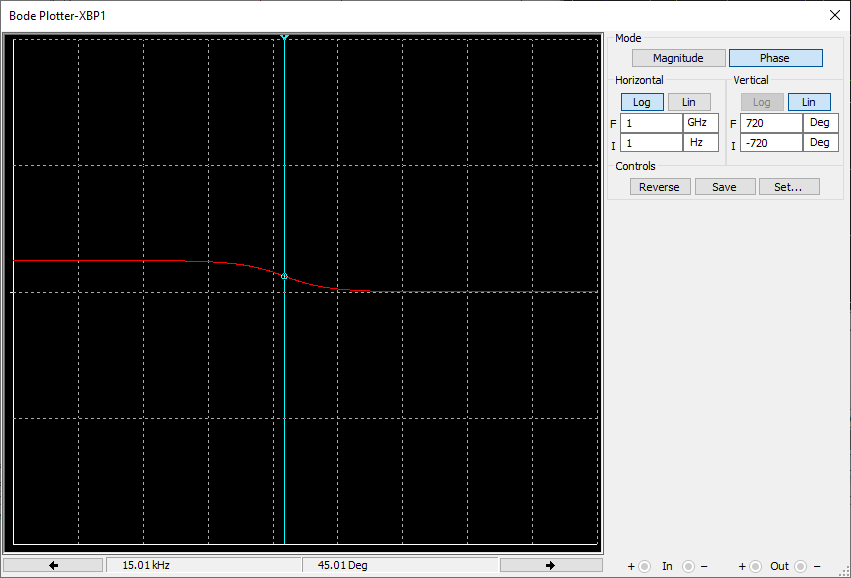 Bode Plotter-XBP1
Mode
Magnitude Phase
Horizontal Vertical
Log Lin Log Lin
F 1 GHz F 720 Deg
I 1 Hz I -720 Deg
Controls
Reverse Save Set...
15.01 kHz 45.01 Deg
+ In − + Out −